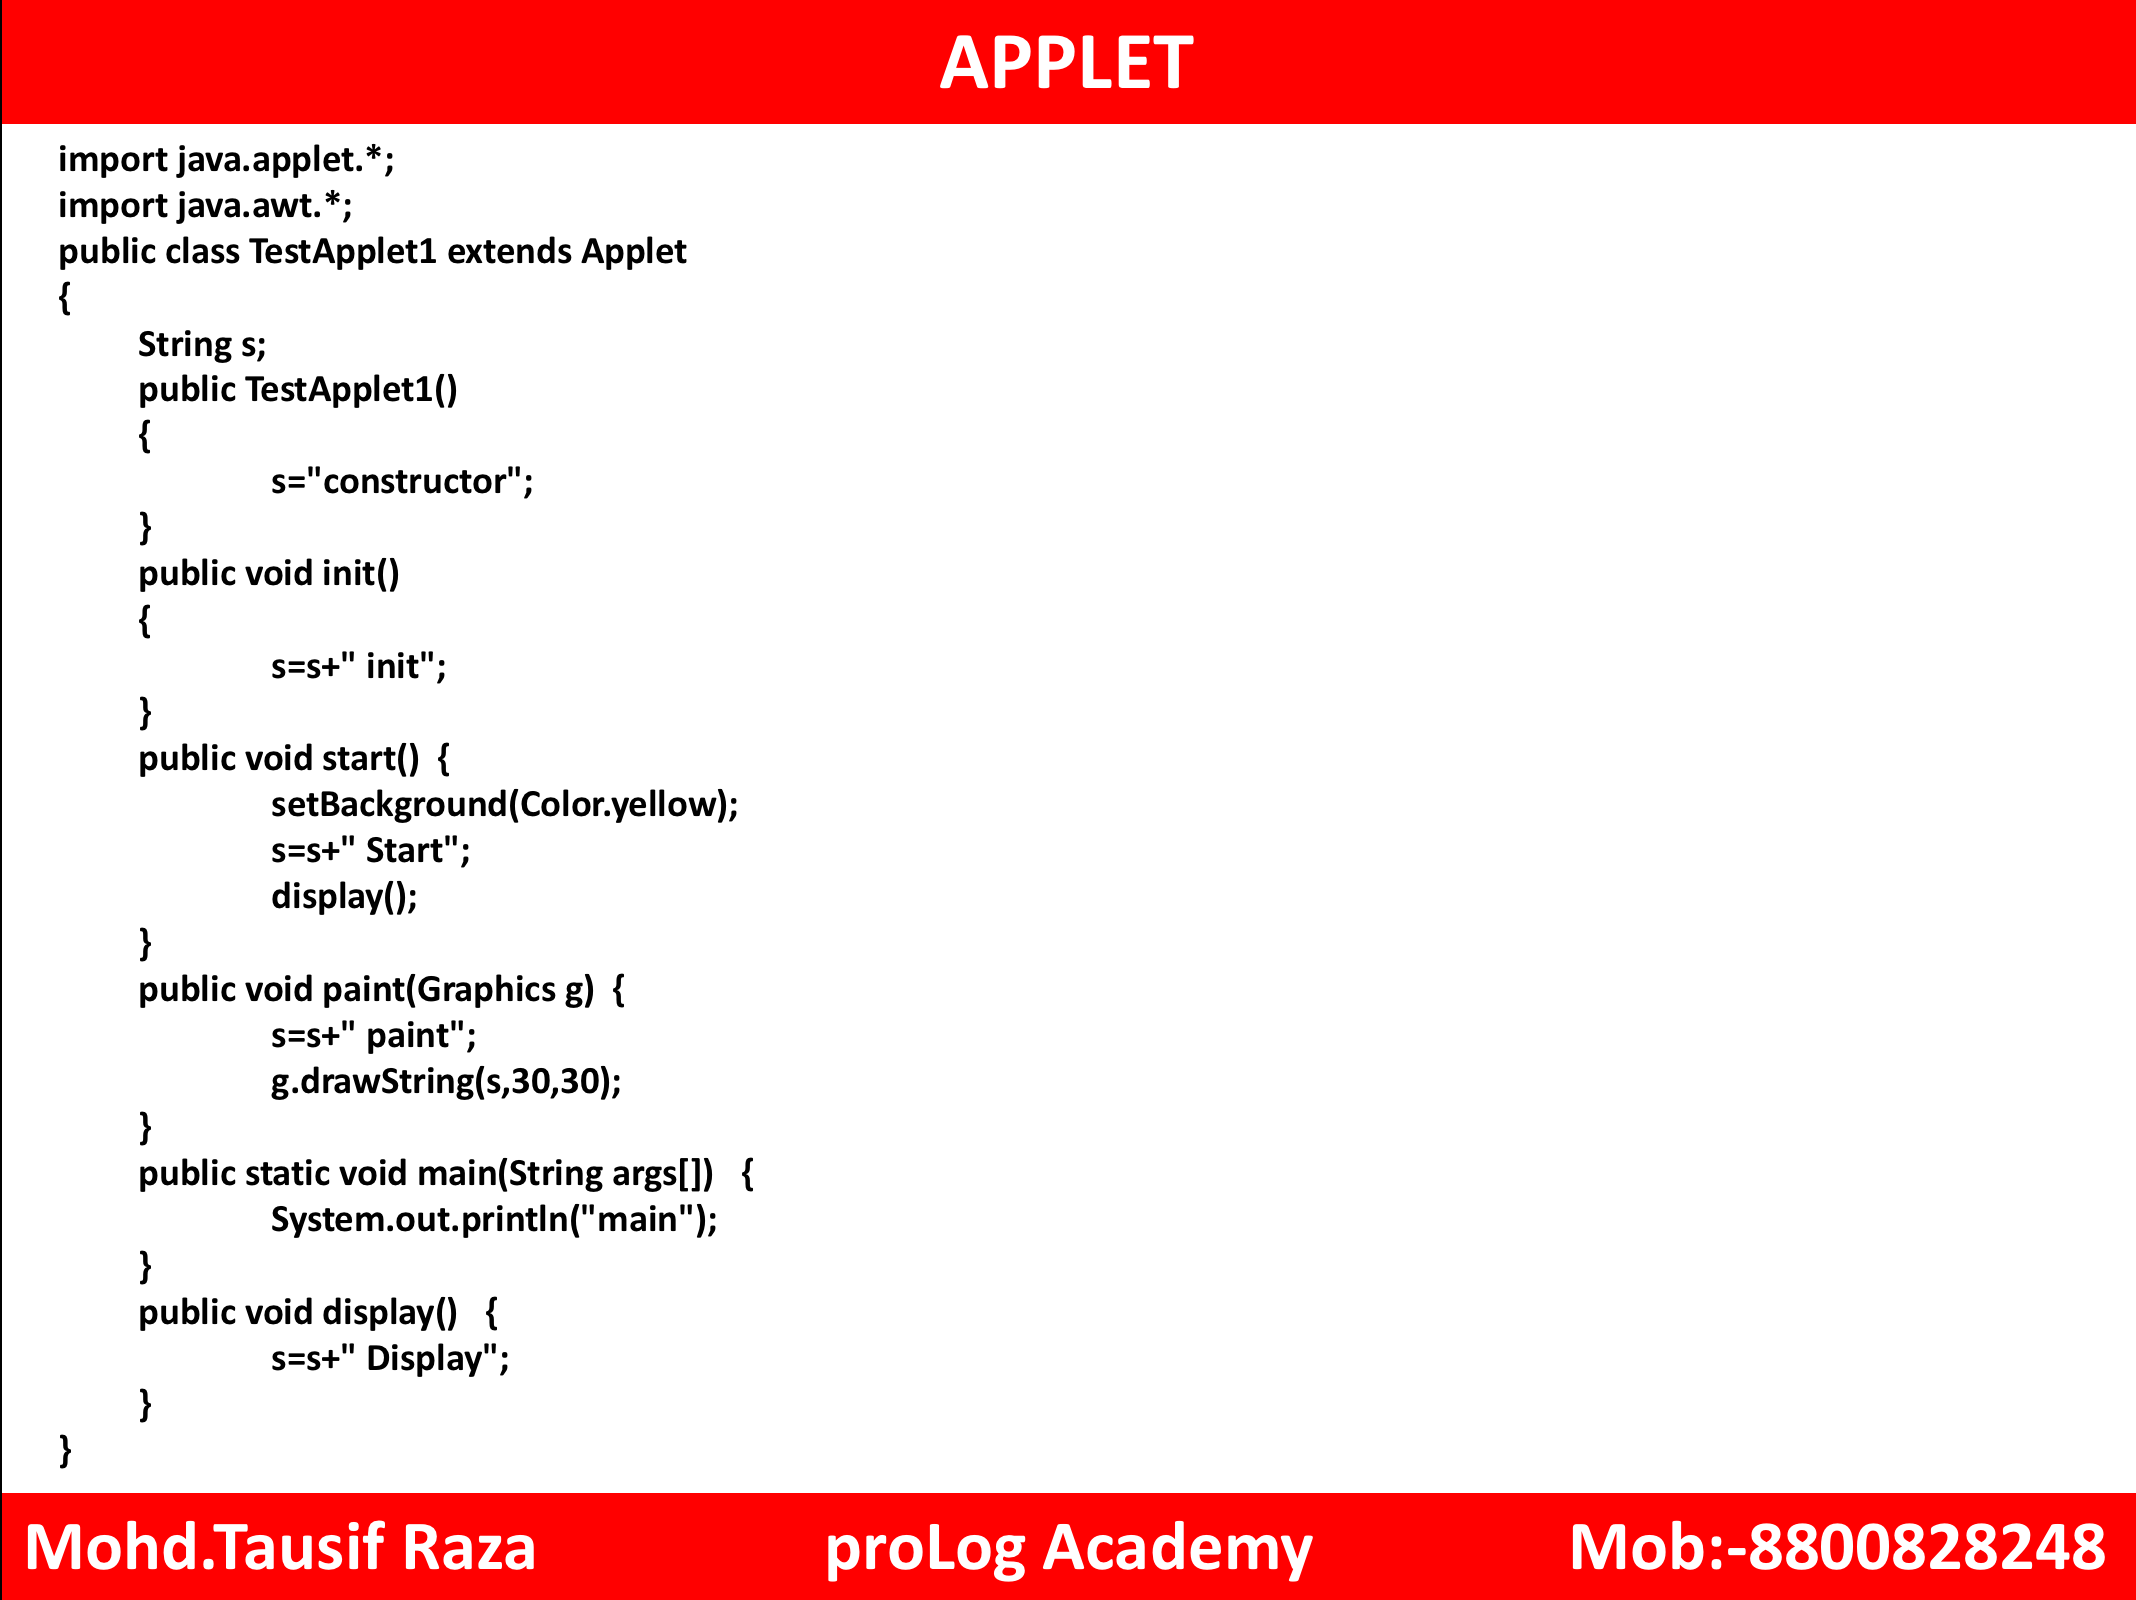 APPLET
import java.applet.*;
import java.awt.*;
public class TestApplet1 extends Applet
{
String s;
public TestApplet1()
{
s="constructor";
}
public void init()
{
s=s+" init";
}
public void start()  {
setBackground(Color.yellow);
s=s+" Start";
display();
}
public void paint(Graphics g)  {
s=s+" paint";
g.drawString(s,30,30);
}
public static void main(String args[])   {
System.out.println("main");
}
public void display()   {
s=s+" Display";
}
}
Mohd.Tausif Raza proLog Academy Mob:-8800828248